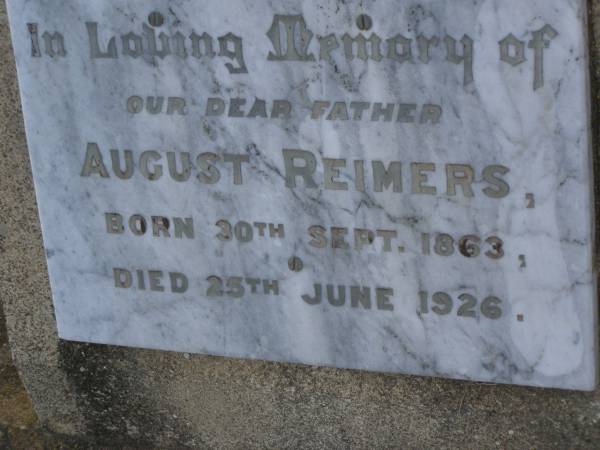 In Loving Memory of
OUR DEAR FATHER
AUGUST REIMERS,
BORN 30TH SEPT. 1863,
DIED 25TH JUNE 1926.